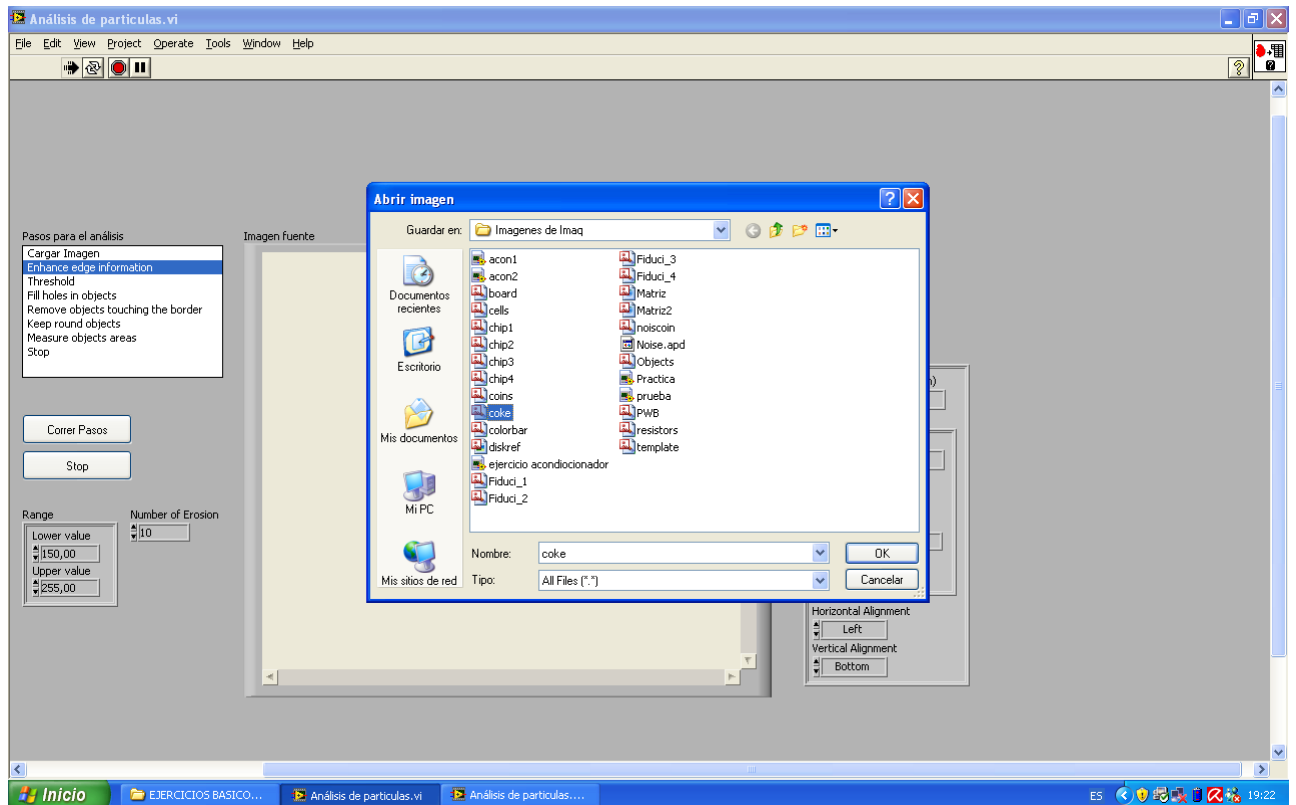 Análisis de particulas.vi
File Edit View Project Operate Tools Window Help
Pasos para el análisis
Cargar Imagen
Enhance edge information
Threshold
Fill holes in objects
Remove objects touching the border
Keep round objects
Measure objects areas
Stop
Correr Pasos
Stop
Range
Lower value
150,00
Upper value
255,00
Number of Erosion
10
Imagen fuente
Abrir imagen
Guardar en: Imagenes de Imaq
Documentos recientes
Escritorio
Mis documentos
Mi PC
Mis sitios de red
acon1
acon2
board
cells
chip1
chip2
chip3
chip4
coins
coke
colorbar
diskref
ejercicio acondiocionador
Fiduci_1
Fiduci_2
Fiduci_3
Fiduci_4
Matriz
Matriz2
noiscoin
Noise.apd
Objects
Practica
prueba
PWB
resistors
template
Nombre: coke OK
Tipo: All Files (*.*) Cancelar
Horizontal Alignment
Left
Vertical Alignment
Bottom
Inicio EJERCICIOS BASICO... Análisis de particulas.vi Análisis de particulas.... ES 19:22